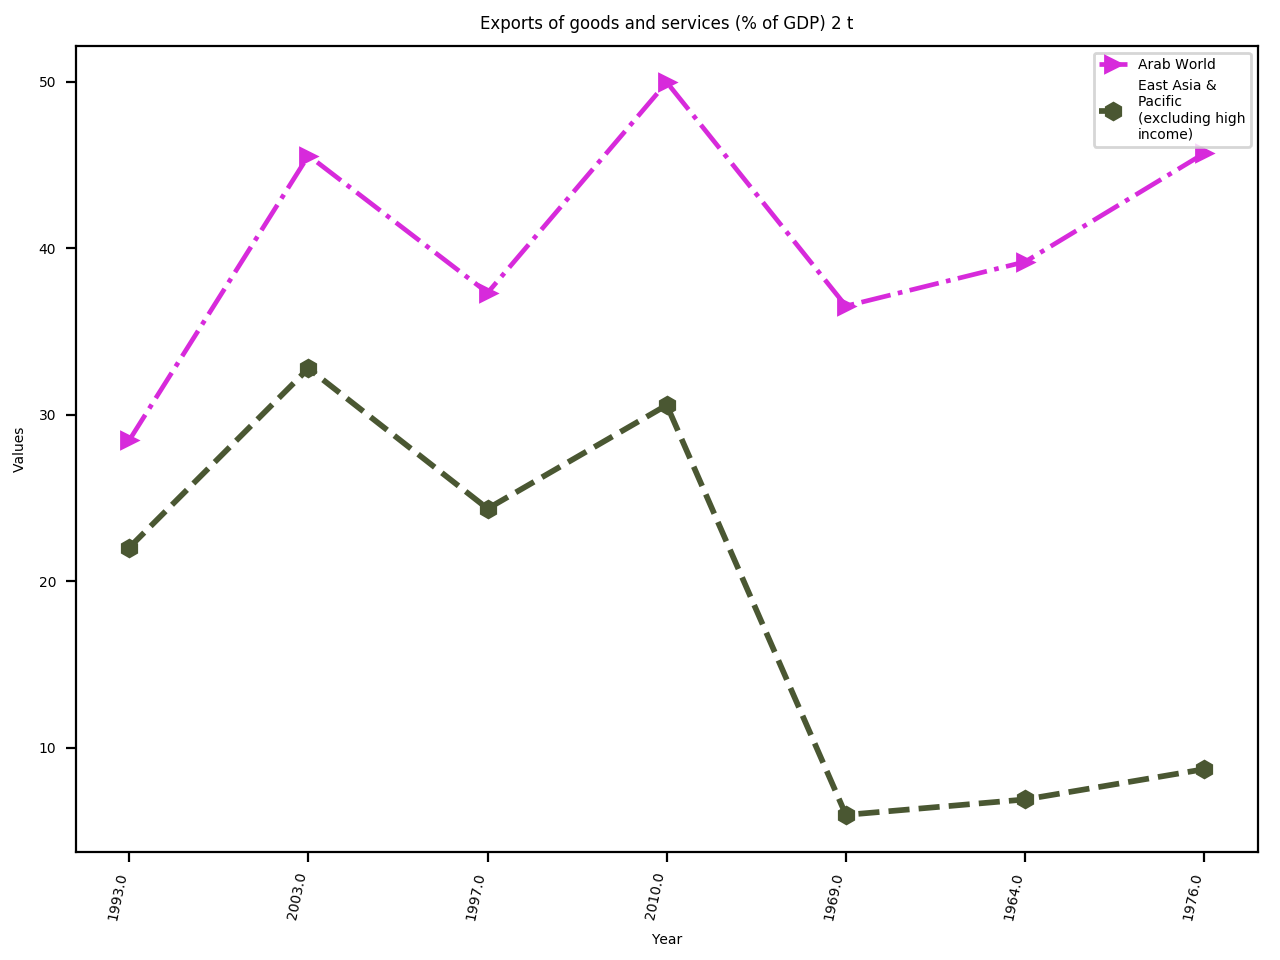 Exports of goods and services (% of GDP) 2 t
Arab World
East Asia &
Pacific
(excluding high
income)
50
40
30
20
10
Values
1993.0
2003.0
1997.0
2010.0
1969.0
1964.0
1976.0
Year